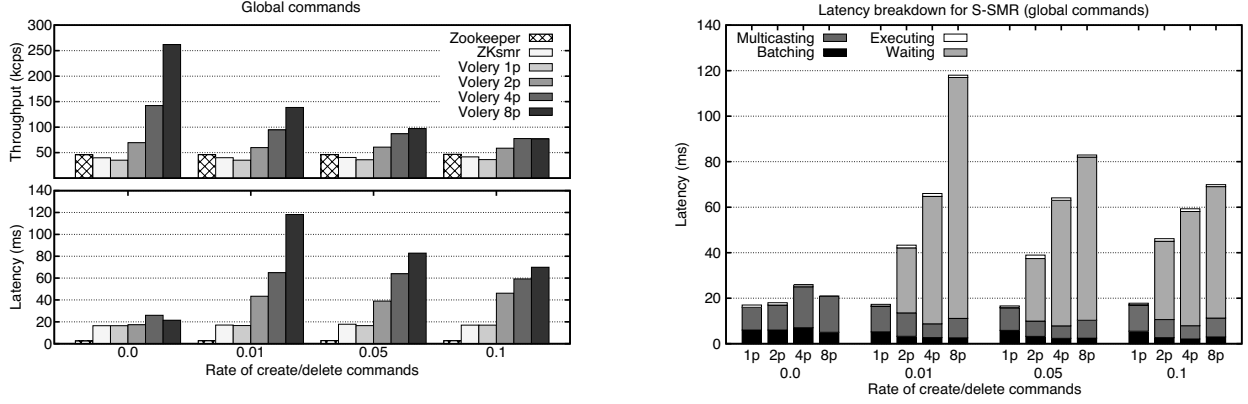 Global commands
Throughput (kcps)
300
250
200
150
100
50
Zookeeper
ZKsmr
Volery 1p
Volery 2p
Volery 4p
Volery 8p
Latency (ms)
140
120
100
80
60
40
20
0
0.0 0.01 0.05 0.1
Rate of create/delete commands
Latency breakdown for S-SMR (global commands)
Latency (ms)
140
120
100
80
60
40
20
0
Multicasting Executing
Batching Waiting
1p 2p 4p 8p 1p 2p 4p 8p 1p 2p 4p 8p 1p 2p 4p 8p
0.0 0.01 0.05 0.1
Rate of create/delete commands